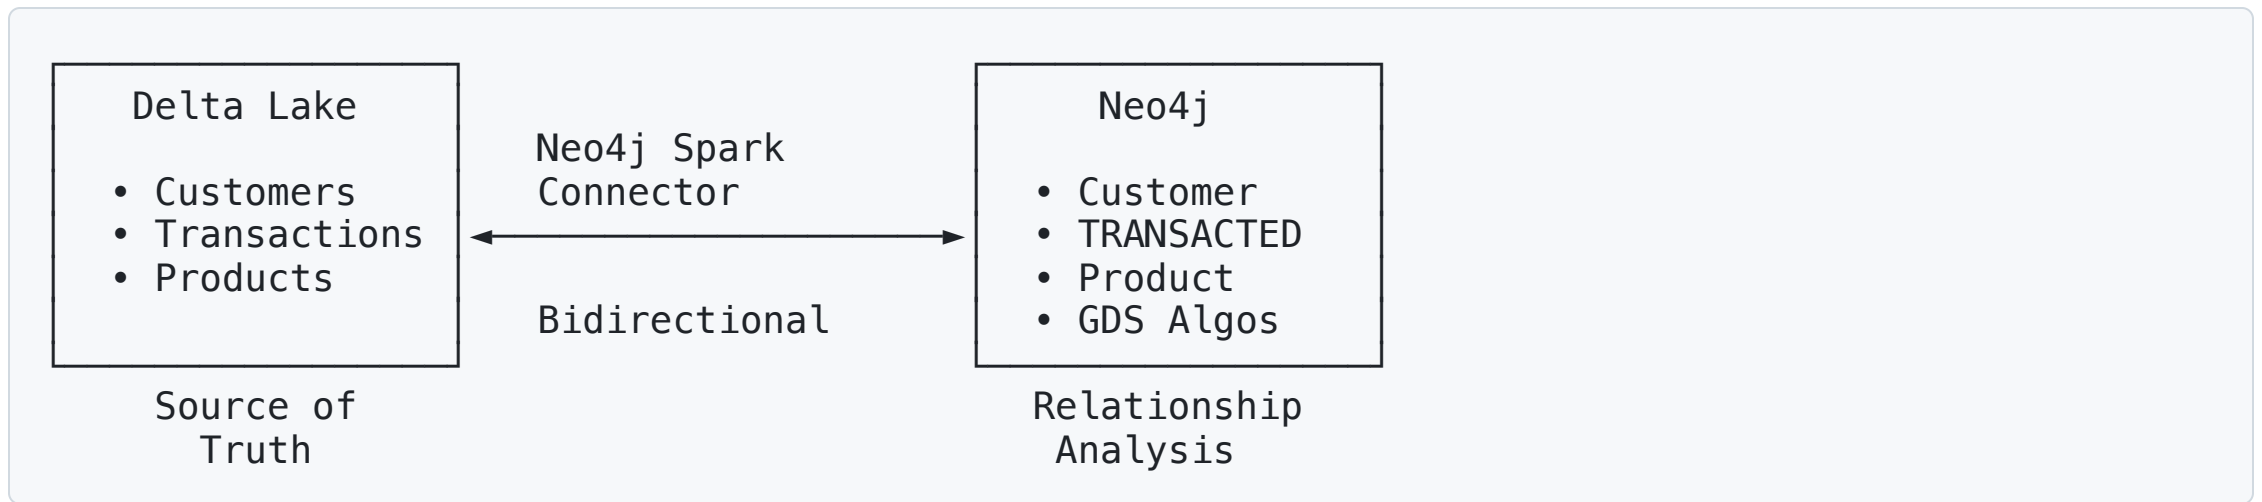 Delta Lake
• Customers
• Transactions
• Products
Source of
Truth
Neo4j Spark
Connector
Bidirectional
Neo4j
• Customer
• TRANSACTED
• Product
• GDS Algos
Relationship
Analysis